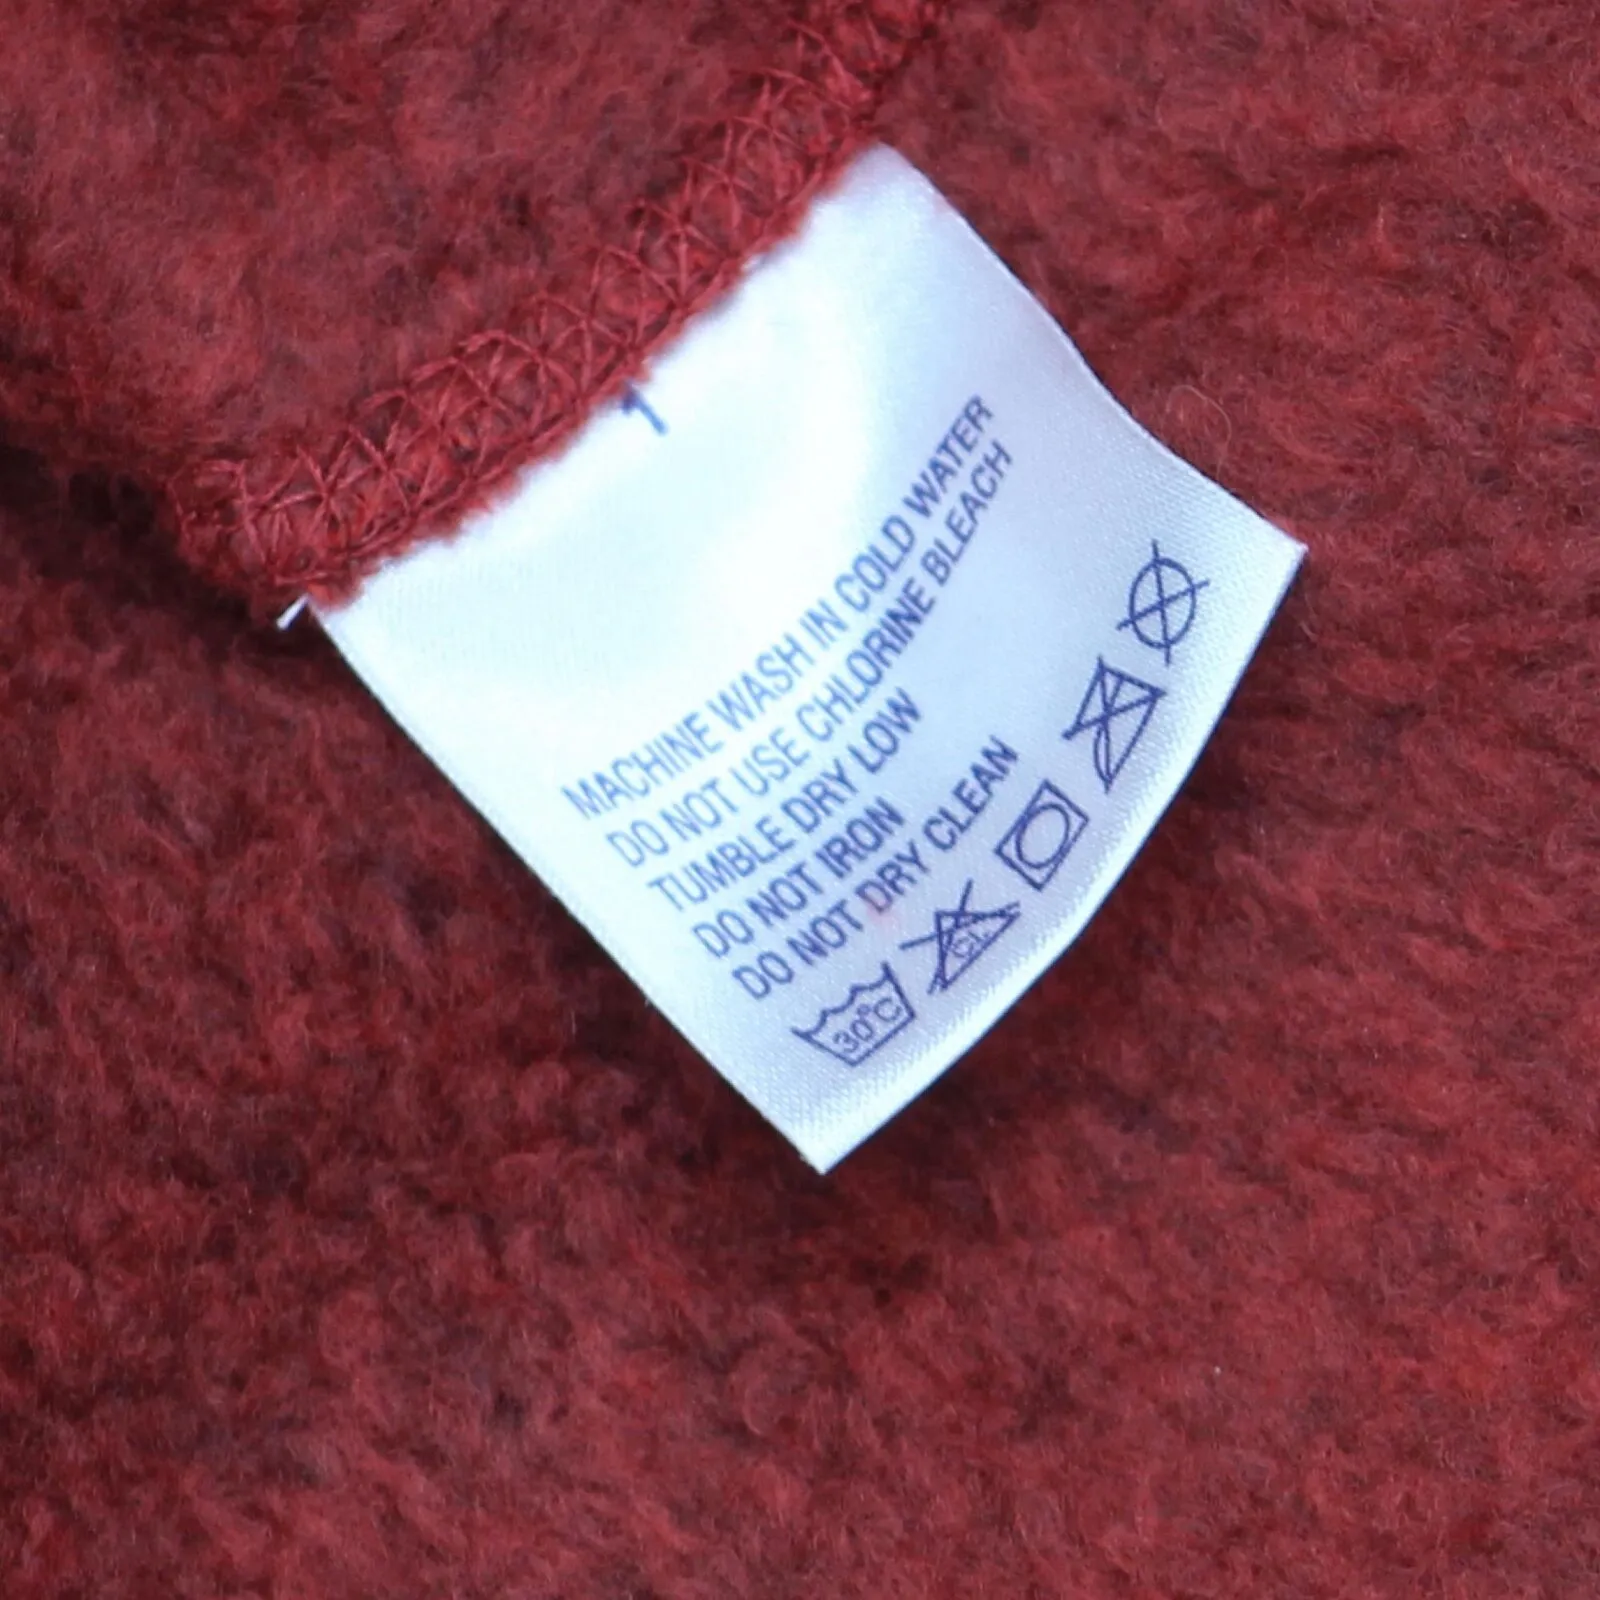 MACHINE WASH IN COLD WATER
DO NOT USE CHLORINE BLEACH
TUMBLE DRY LOW
DO NOT IRON
DO NOT DRY CLEAN
30°C CL